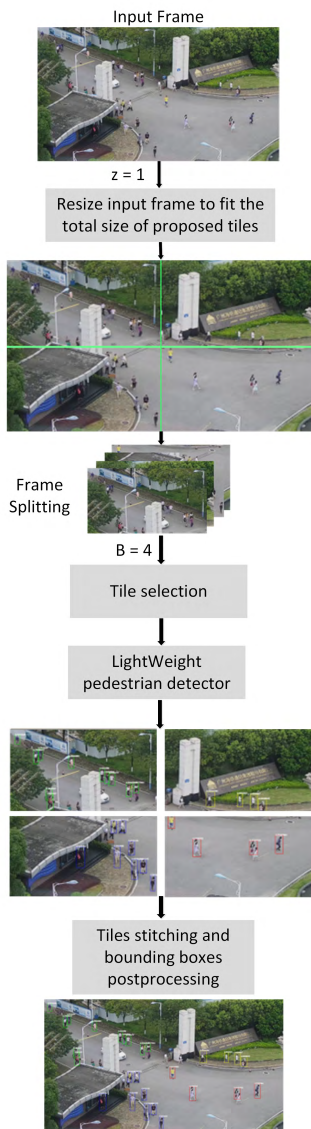 Input Frame
z = 1
Resize input frame to fit the
total size of proposed tiles
Frame
Splitting
B = 4
Tile selection
LightWeight
pedestrian detector
Tiles stitching and
bounding boxes
postprocessing